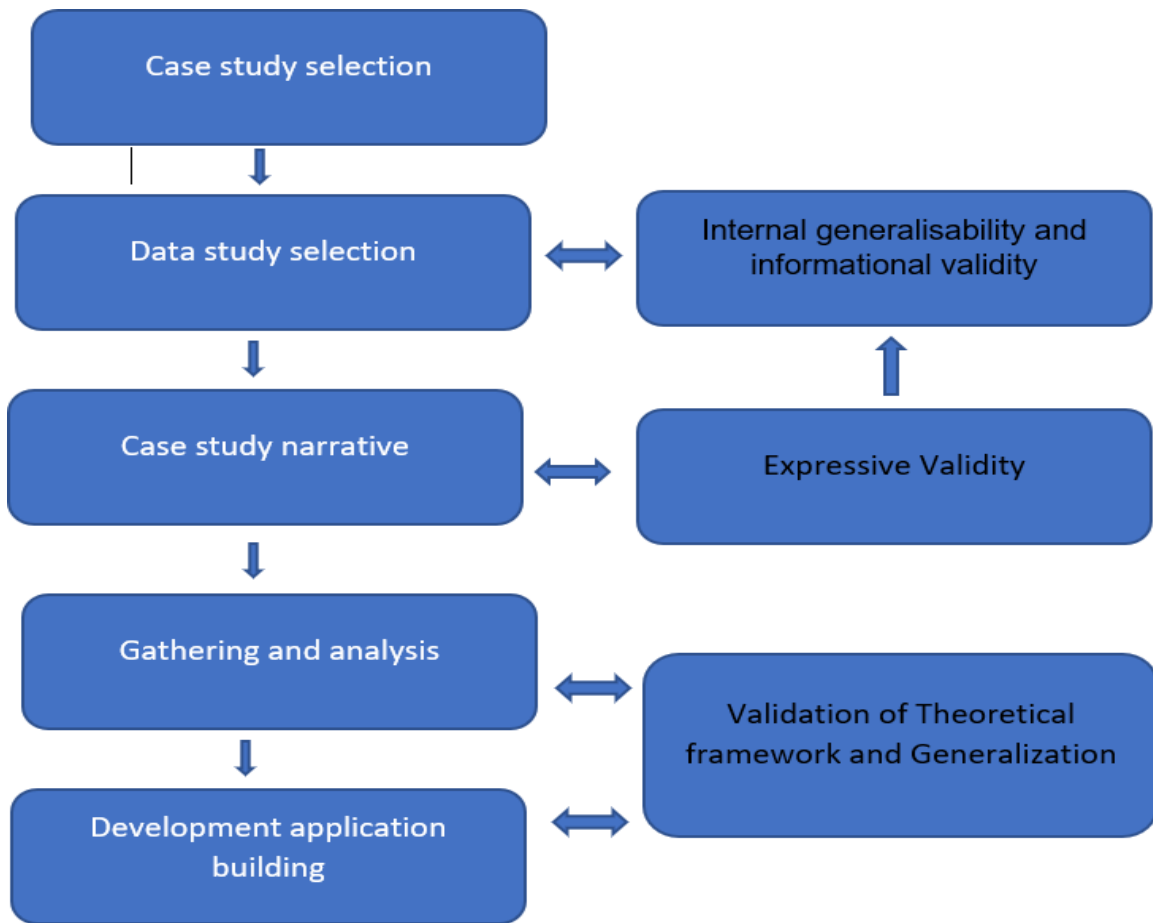 Case study selection
Data study selection
Internal generalisability and
informational validity
Case study narrative
Expressive Validity
Gathering and analysis
Validation of Theoretical
framework and Generalization
Development application
building